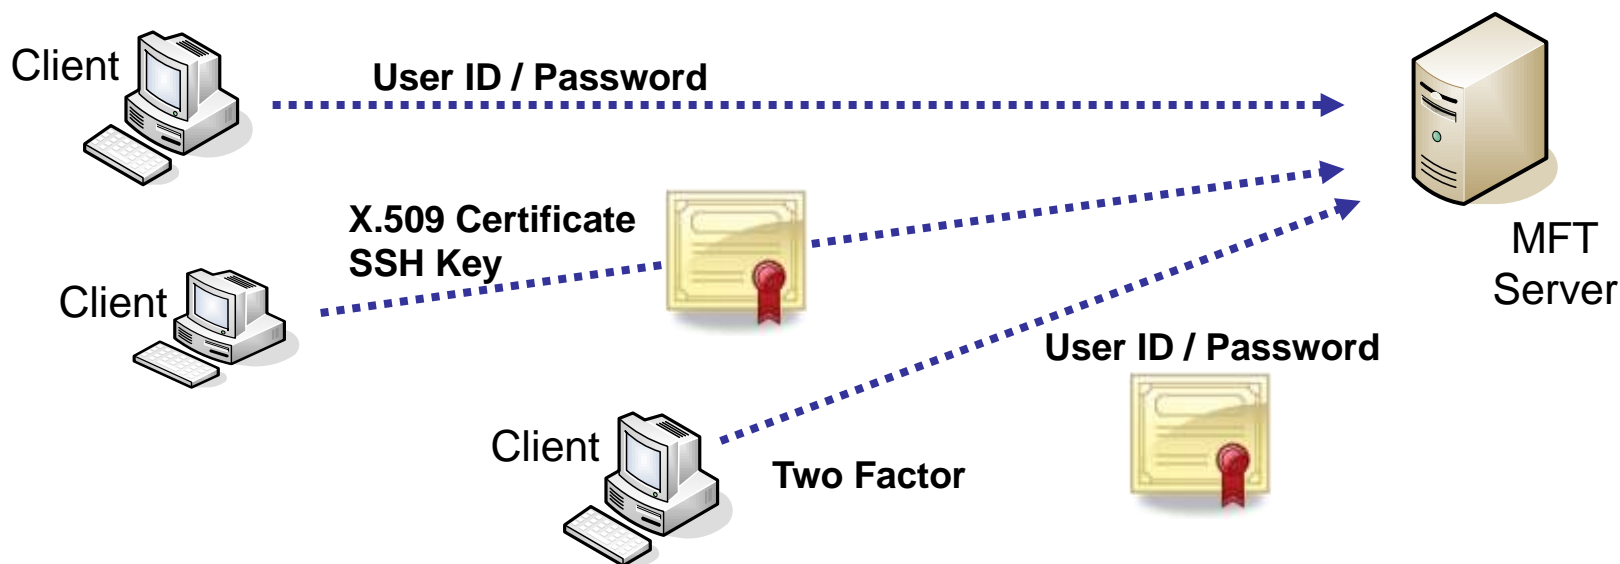 Client
User ID / Password
X.509 Certificate
SSH Key
Client
MFT
Server
User ID / Password
Client
Two Factor